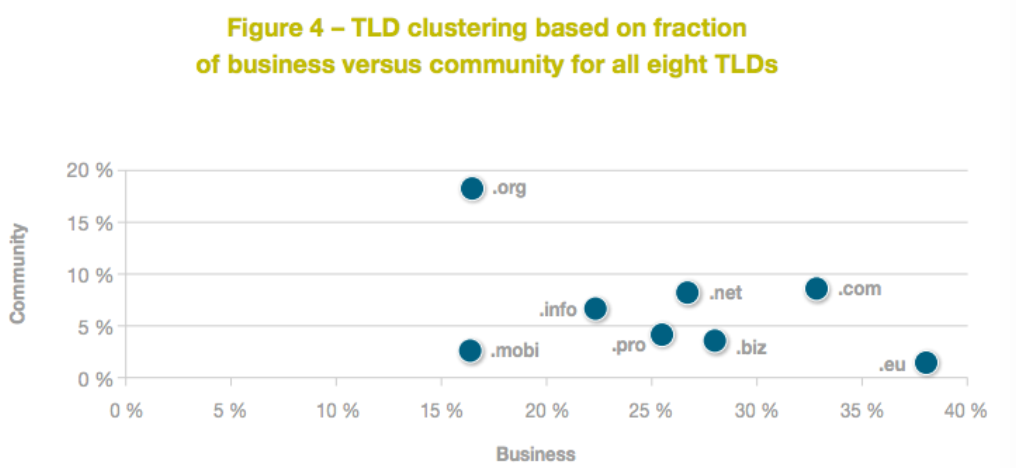 Figure 4 – TLD clustering based on fraction
of business versus community for all eight TLDs
Community
20 %
15 %
10 %
5 %
0 %
.org
.net
.com
.info
.pro
.biz
.mobi
.eu
0 % 5 % 10 % 15 % 20 % 25 % 30 % 35 % 40 %
Business